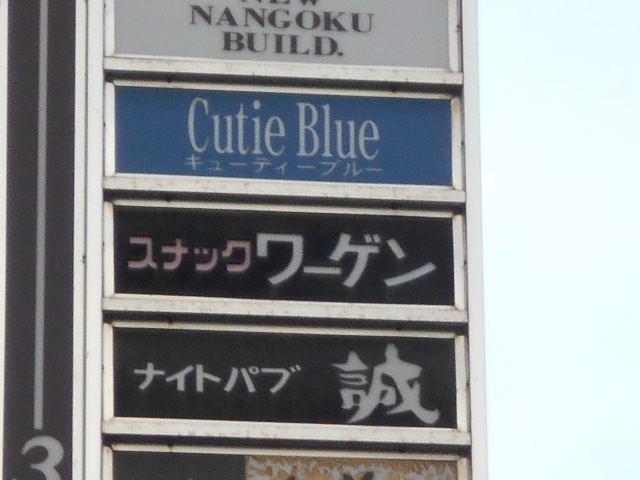 NEW
NANGOKU
BUILD.
Cutie Blue
キューティーブルー
スナックワーゲン
ナイトパブ 誠
3